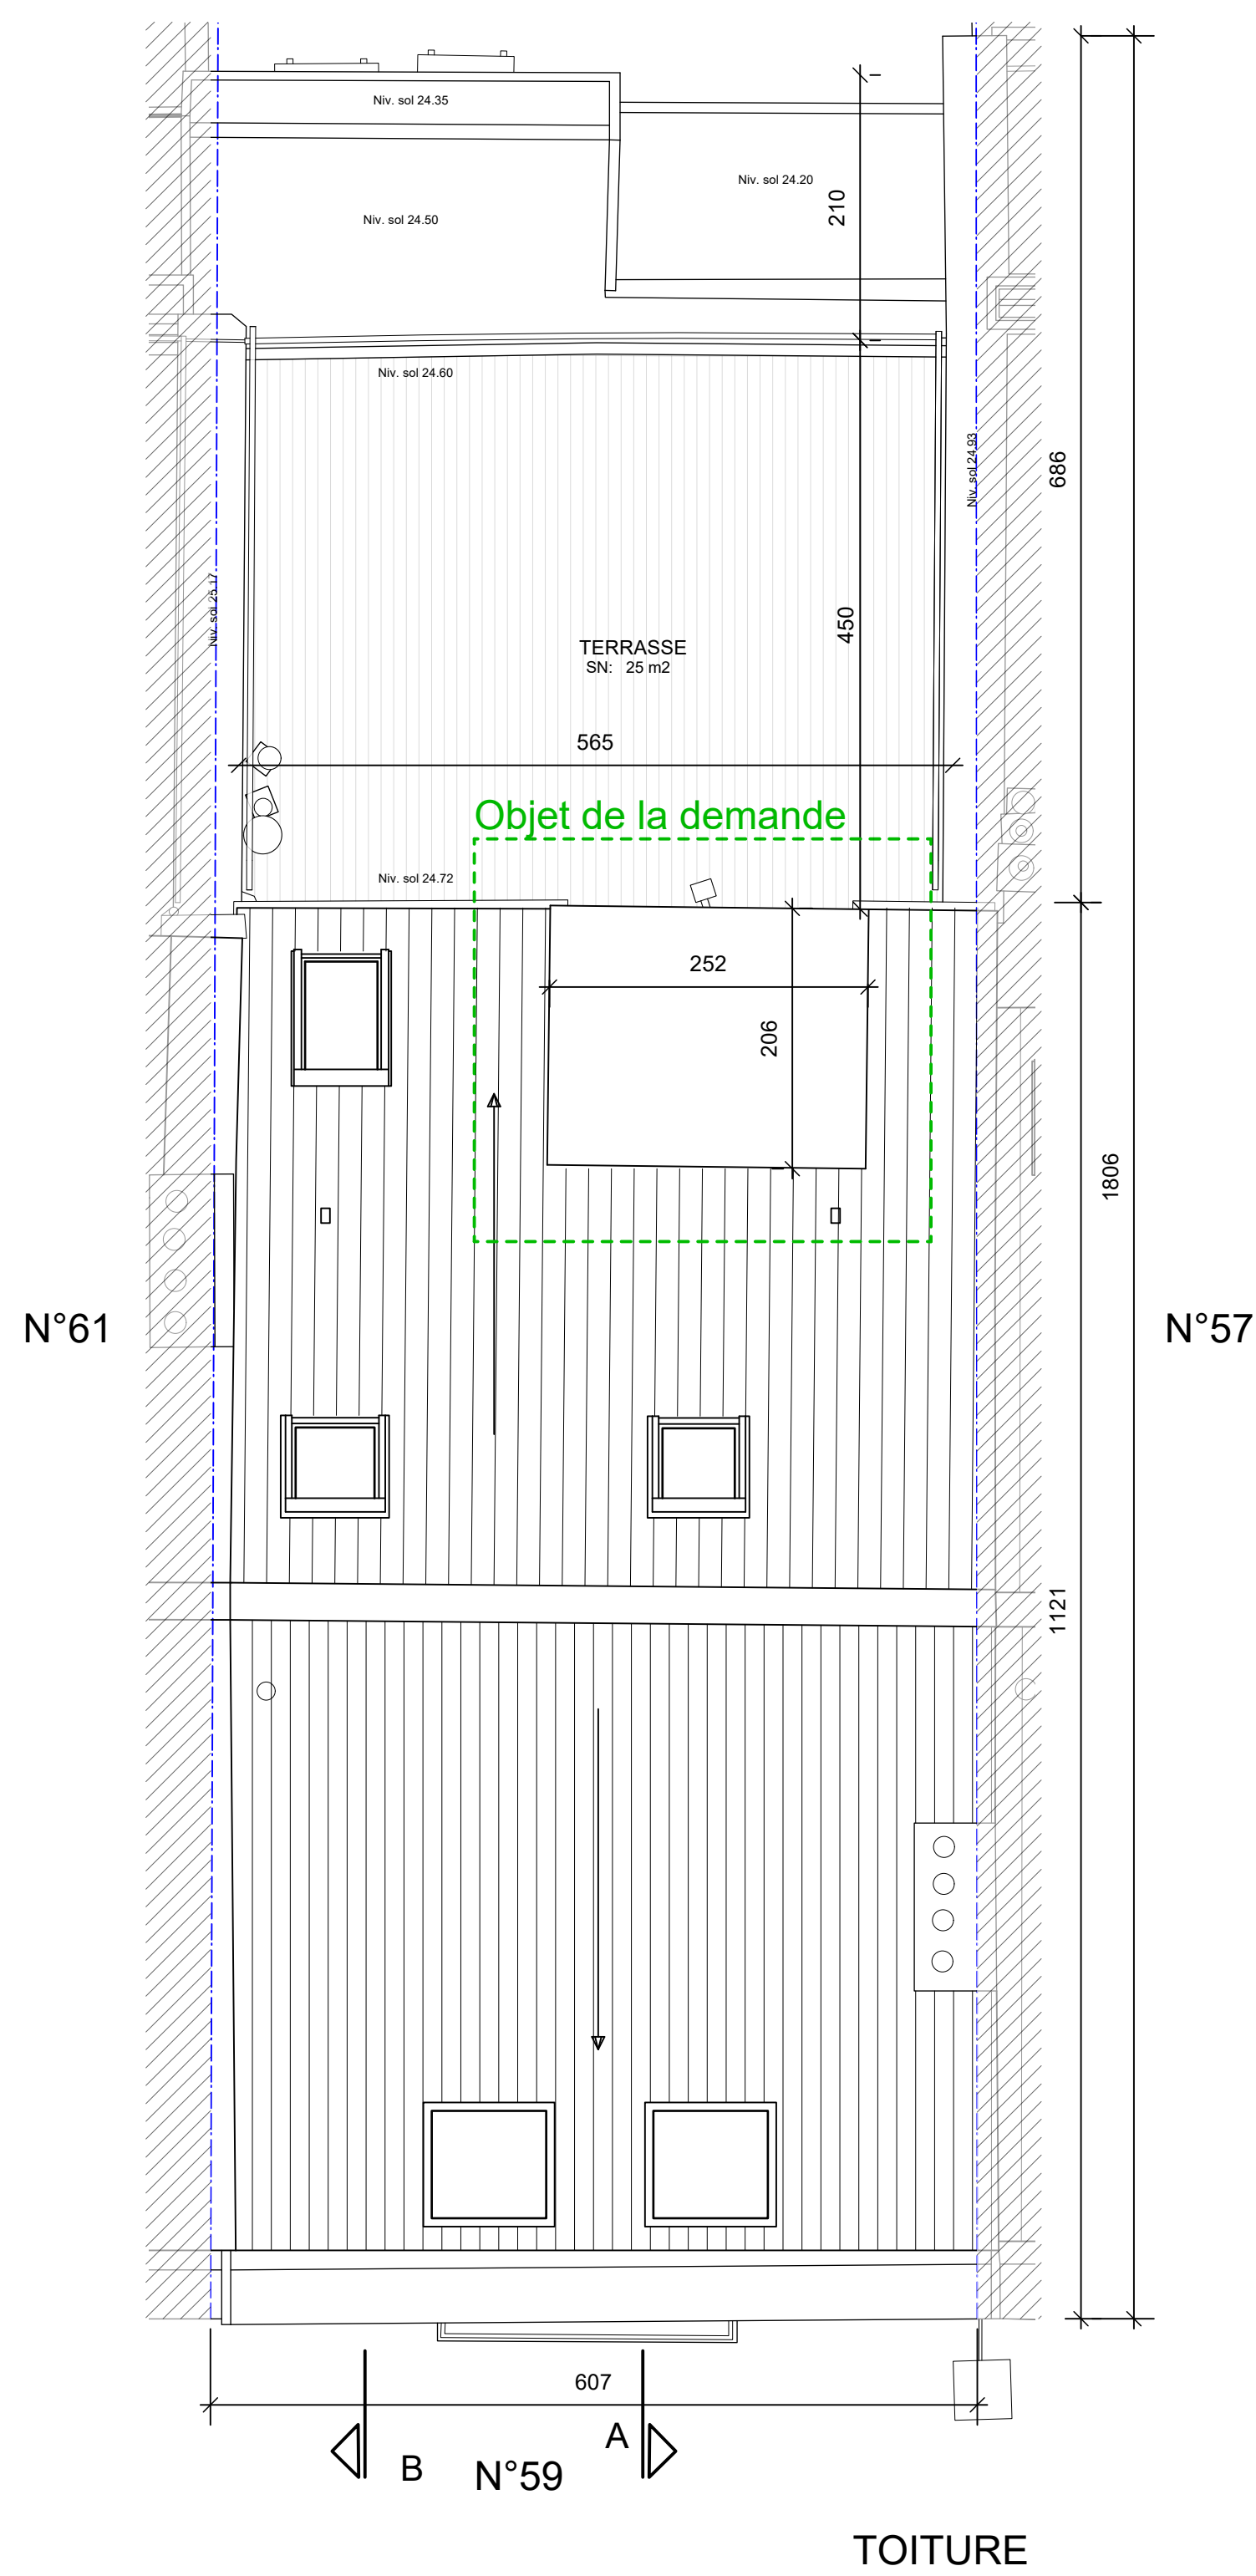 Niv. sol 24.35
Niv. sol 24.20
210
Niv. sol 24.50
Niv. sol 24.60
Niv. sol 24.93
686
Niv. sol 25.17
450
TERRASSE
SN: 25 m2
565
Objet de la demande
Niv. sol 24.72
252
206
1806
N°61
N°57
1121
607
A
B
N°59
TOITURE